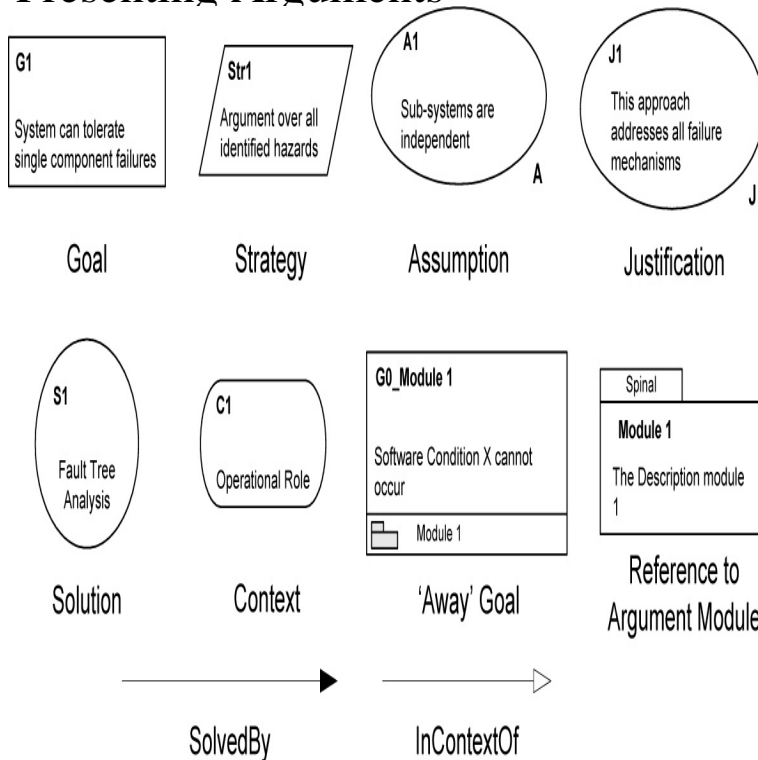 Presenting Arguments
G1
System can tolerate
single component failures
Goal
Str1
Argument over all
identified hazards
Strategy
A1
Sub-systems are
independent
A
Assumption
J1
This approach
addresses all failure
mechanisms
J
Justification
S1
Fault Tree
Analysis
Solution
C1
Operational Role
Context
G0_Module 1
Software Condition X cannot
occur
Module 1
‘Away’ Goal
Spinal
Module 1
The Description module
1
Reference to
Argument Module
SolvedBy
InContextOf